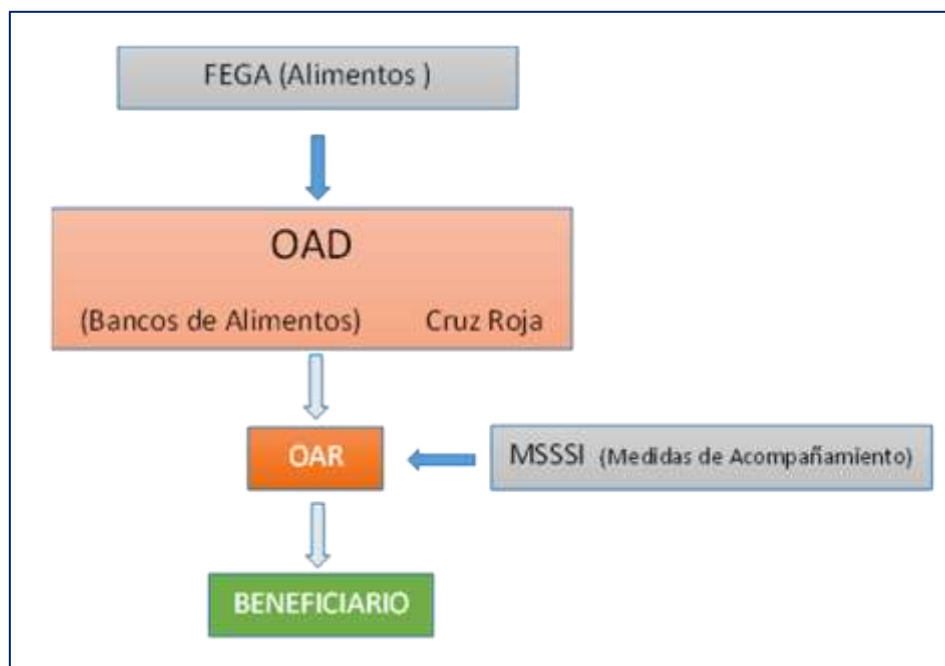 FEGA (Alimentos )
OAD
(Bancos de Alimentos) Cruz Roja
OAR
MSSSI (Medidas de Acompañamiento)
BENEFICIARIO